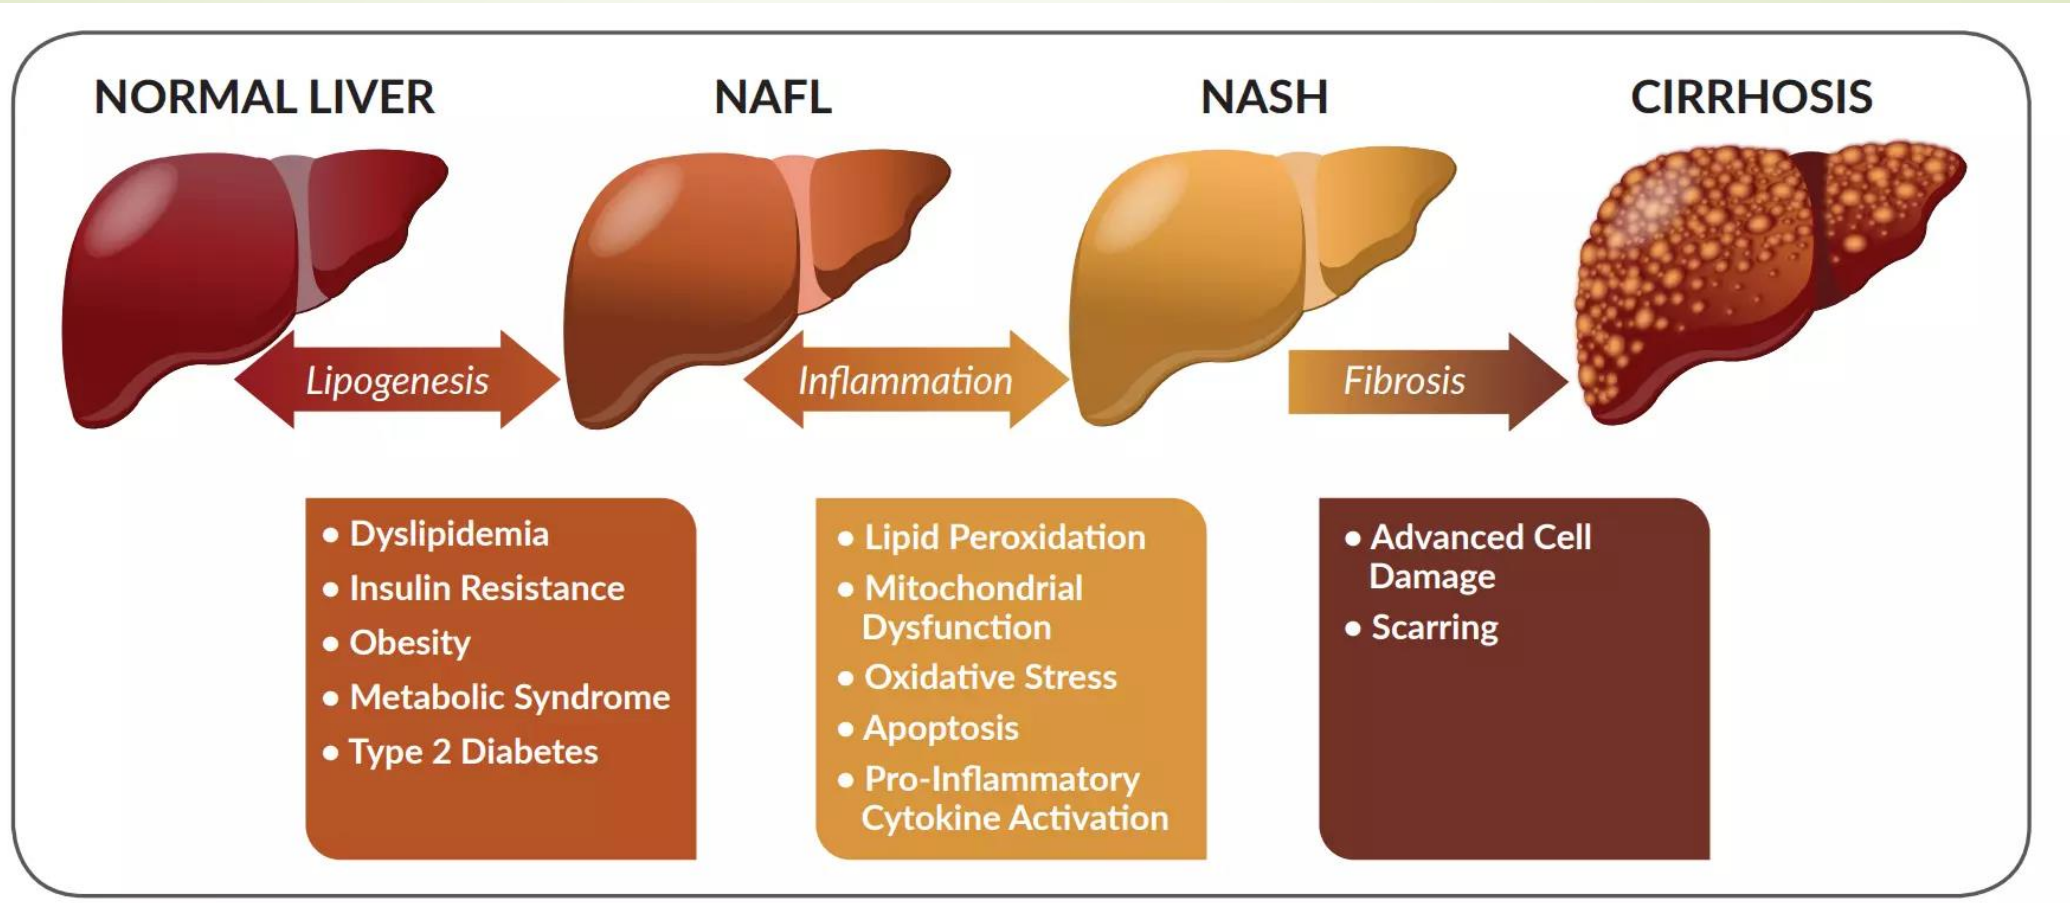 NORMAL LIVER
NAFL
NASH
CIRRHOSIS
Lipogenesis
Inflammation
Fibrosis
• Dyslipidemia
• Insulin Resistance
• Obesity
• Metabolic Syndrome
• Type 2 Diabetes
• Lipid Peroxidation
• Mitochondrial
Dysfunction
• Oxidative Stress
• Apoptosis
• Pro-Inflammatory
Cytokine Activation
• Advanced Cell
Damage
• Scarring